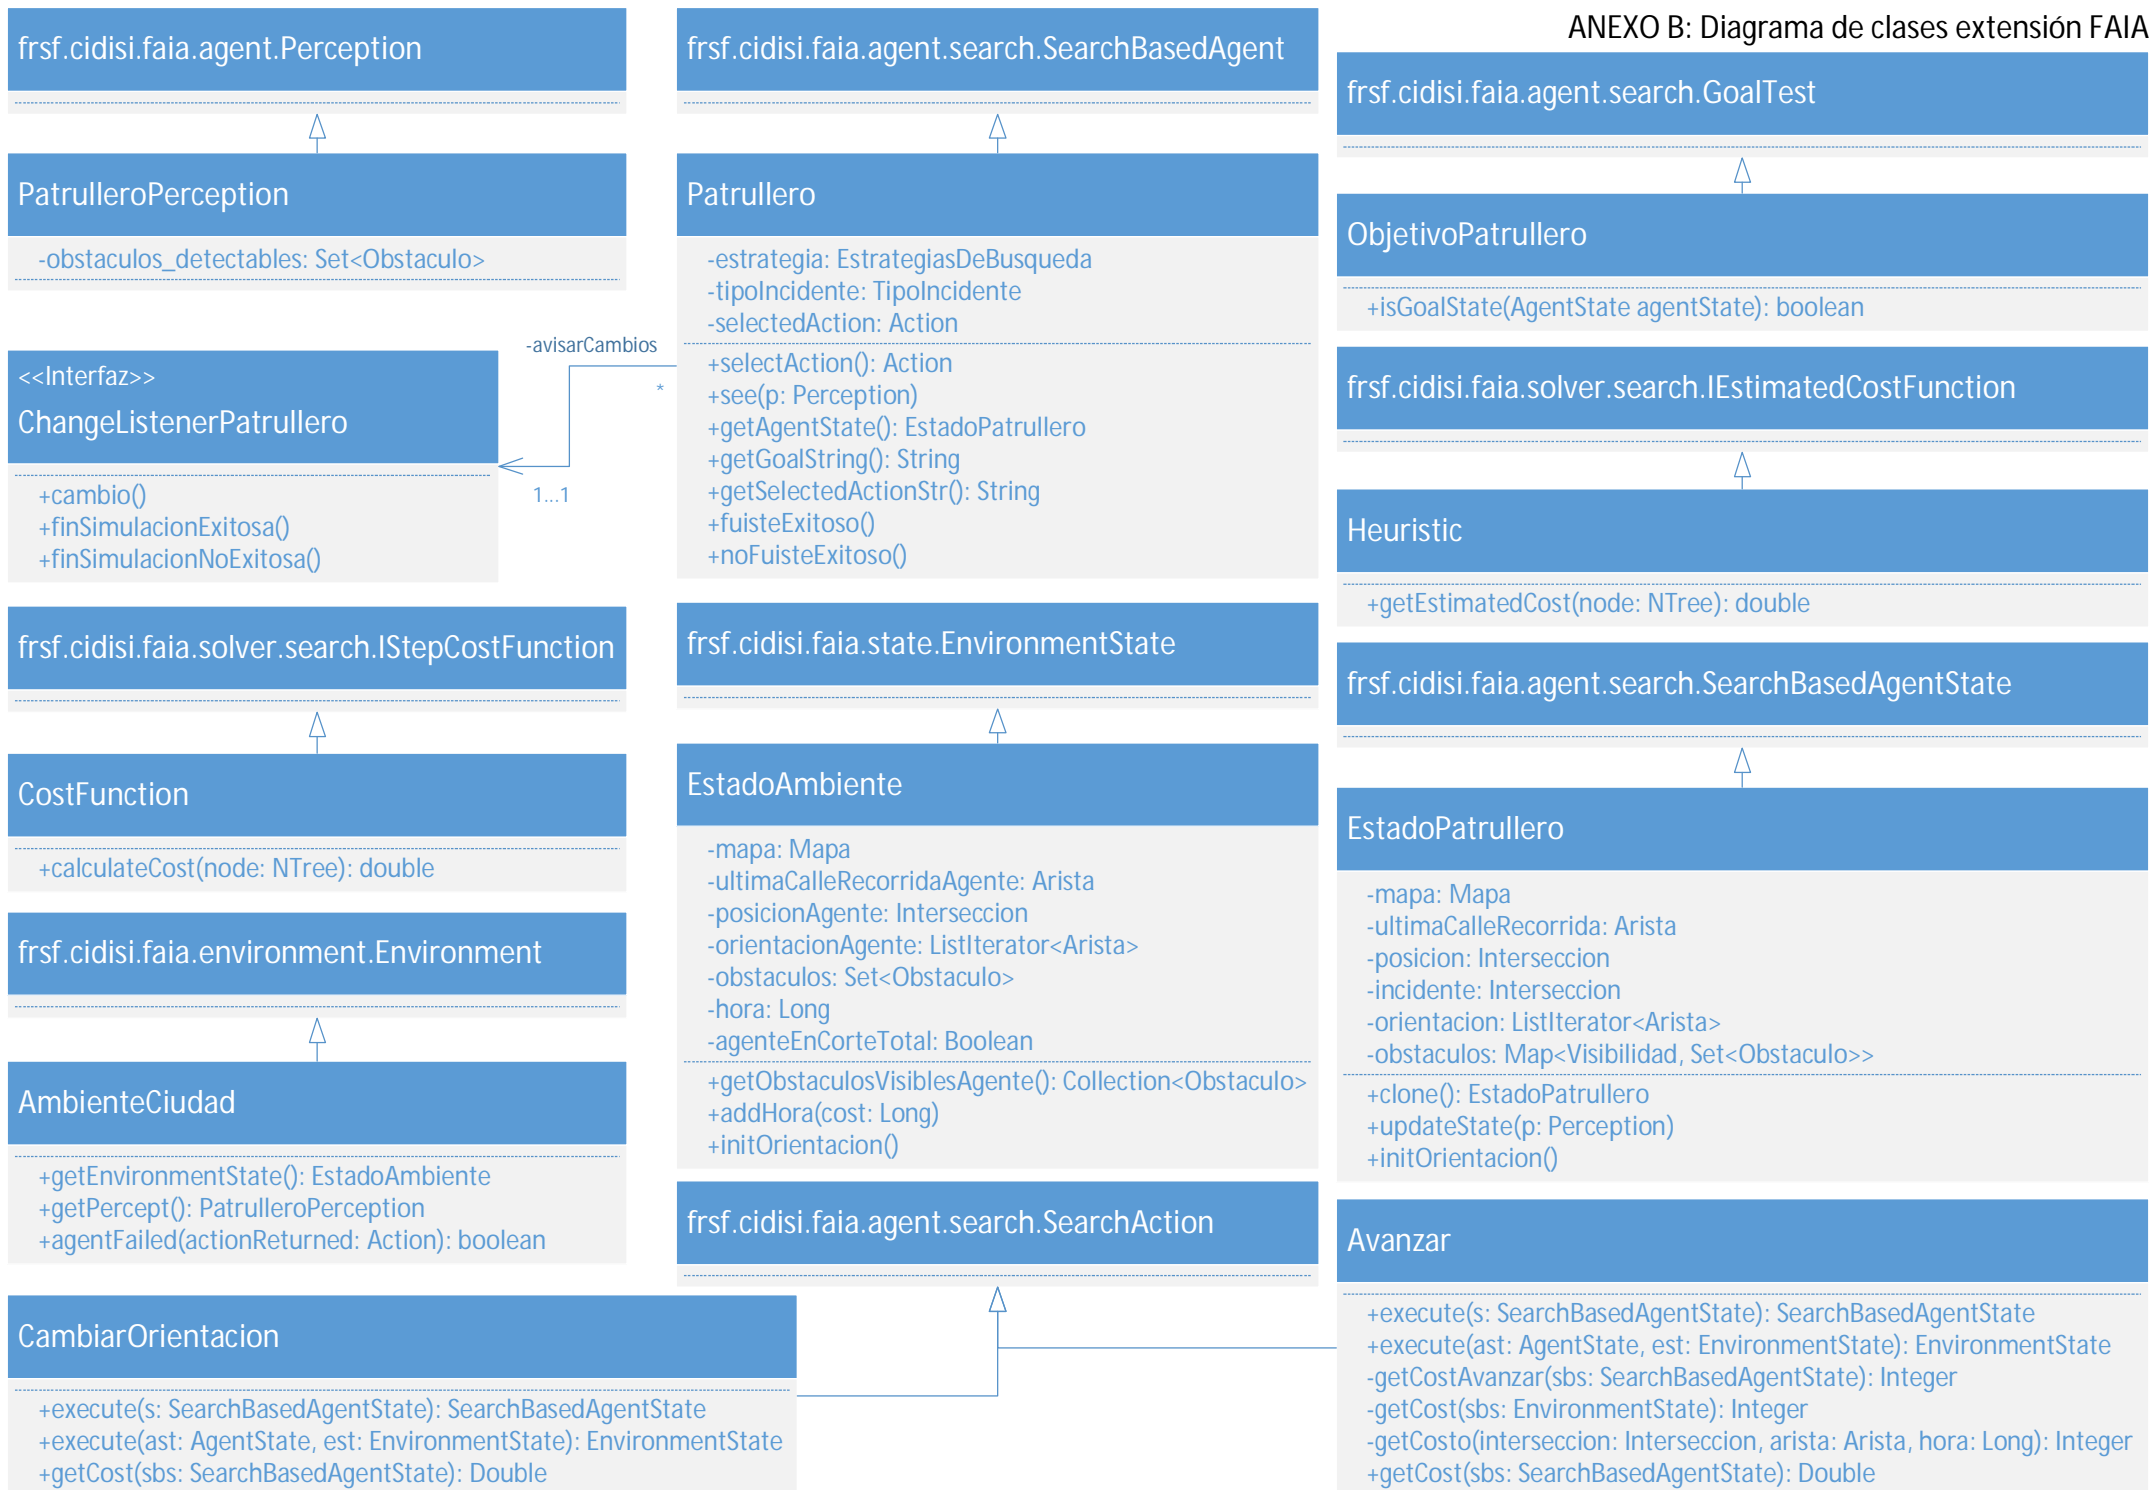 ANEXO B: Diagrama de clases extensión FAIA
frsf.cidisi.faia.agent.Perception
PatrulleroPerception
-obstaculos_detectables: Set<Obstaculo>
<<Interfaz>>
ChangeListenerPatrullero
+cambio()
+finSimulacionExitosa()
+finSimulacionNoExitosa()
-avisarCambios
*
1...1
frsf.cidisi.faia.solver.search.IStepCostFunction
CostFunction
+calculateCost(node: NTree): double
frsf.cidisi.faia.environment.Environment
AmbienteCiudad
+getEnvironmentState(): EstadoAmbiente
+getPercept(): PatrulleroPerception
+agentFailed(actionReturned: Action): boolean
CambiarOrientacion
+execute(s: SearchBasedAgentState): SearchBasedAgentState
+execute(ast: AgentState, est: EnvironmentState): EnvironmentState
+getCost(sbs: SearchBasedAgentState): Double
frsf.cidisi.faia.agent.search.SearchBasedAgent
Patrullero
-estrategia: EstrategiasDeBusqueda
-tipoIncidente: TipoIncidente
-selectedAction: Action
+selectAction(): Action
+see(p: Perception)
+getAgentState(): EstadoPatrullero
+getGoalString(): String
+getSelectedActionStr(): String
+fuisteExitoso()
+noFuisteExitoso()
frsf.cidisi.faia.state.EnvironmentState
EstadoAmbiente
-mapa: Mapa
-ultimaCalleRecorridaAgente: Arista
-posicionAgente: Interseccion
-orientacionAgente: ListIterator<Arista>
-obstaculos: Set<Obstaculo>
-hora: Long
-agenteEnCorteTotal: Boolean
+getObstaculosVisiblesAgente(): Collection<Obstaculo>
+addHora(cost: Long)
+initOrientacion()
frsf.cidisi.faia.agent.search.SearchAction
frsf.cidisi.faia.agent.search.GoalTest
ObjetivoPatrullero
+isGoalState(AgentState agentState): boolean
frsf.cidisi.faia.solver.search.IEstimatedCostFunction
Heuristic
+getEstimatedCost(node: NTree): double
frsf.cidisi.faia.agent.search.SearchBasedAgentState
EstadoPatrullero
-mapa: Mapa
-ultimaCalleRecorrida: Arista
-posicion: Interseccion
-incidente: Interseccion
-orientacion: ListIterator<Arista>
-obstaculos: Map<Visibilidad, Set<Obstaculo>>
+clone(): EstadoPatrullero
+updateState(p: Perception)
+initOrientacion()
Avanzar
+execute(s: SearchBasedAgentState): SearchBasedAgentState
+execute(ast: AgentState, est: EnvironmentState): EnvironmentState
-getCostAvanzar(sbs: SearchBasedAgentState): Integer
-getCost(sbs: EnvironmentState): Integer
-getCosto(interseccion: Interseccion, arista: Arista, hora: Long): Integer
+getCost(sbs: SearchBasedAgentState): Double